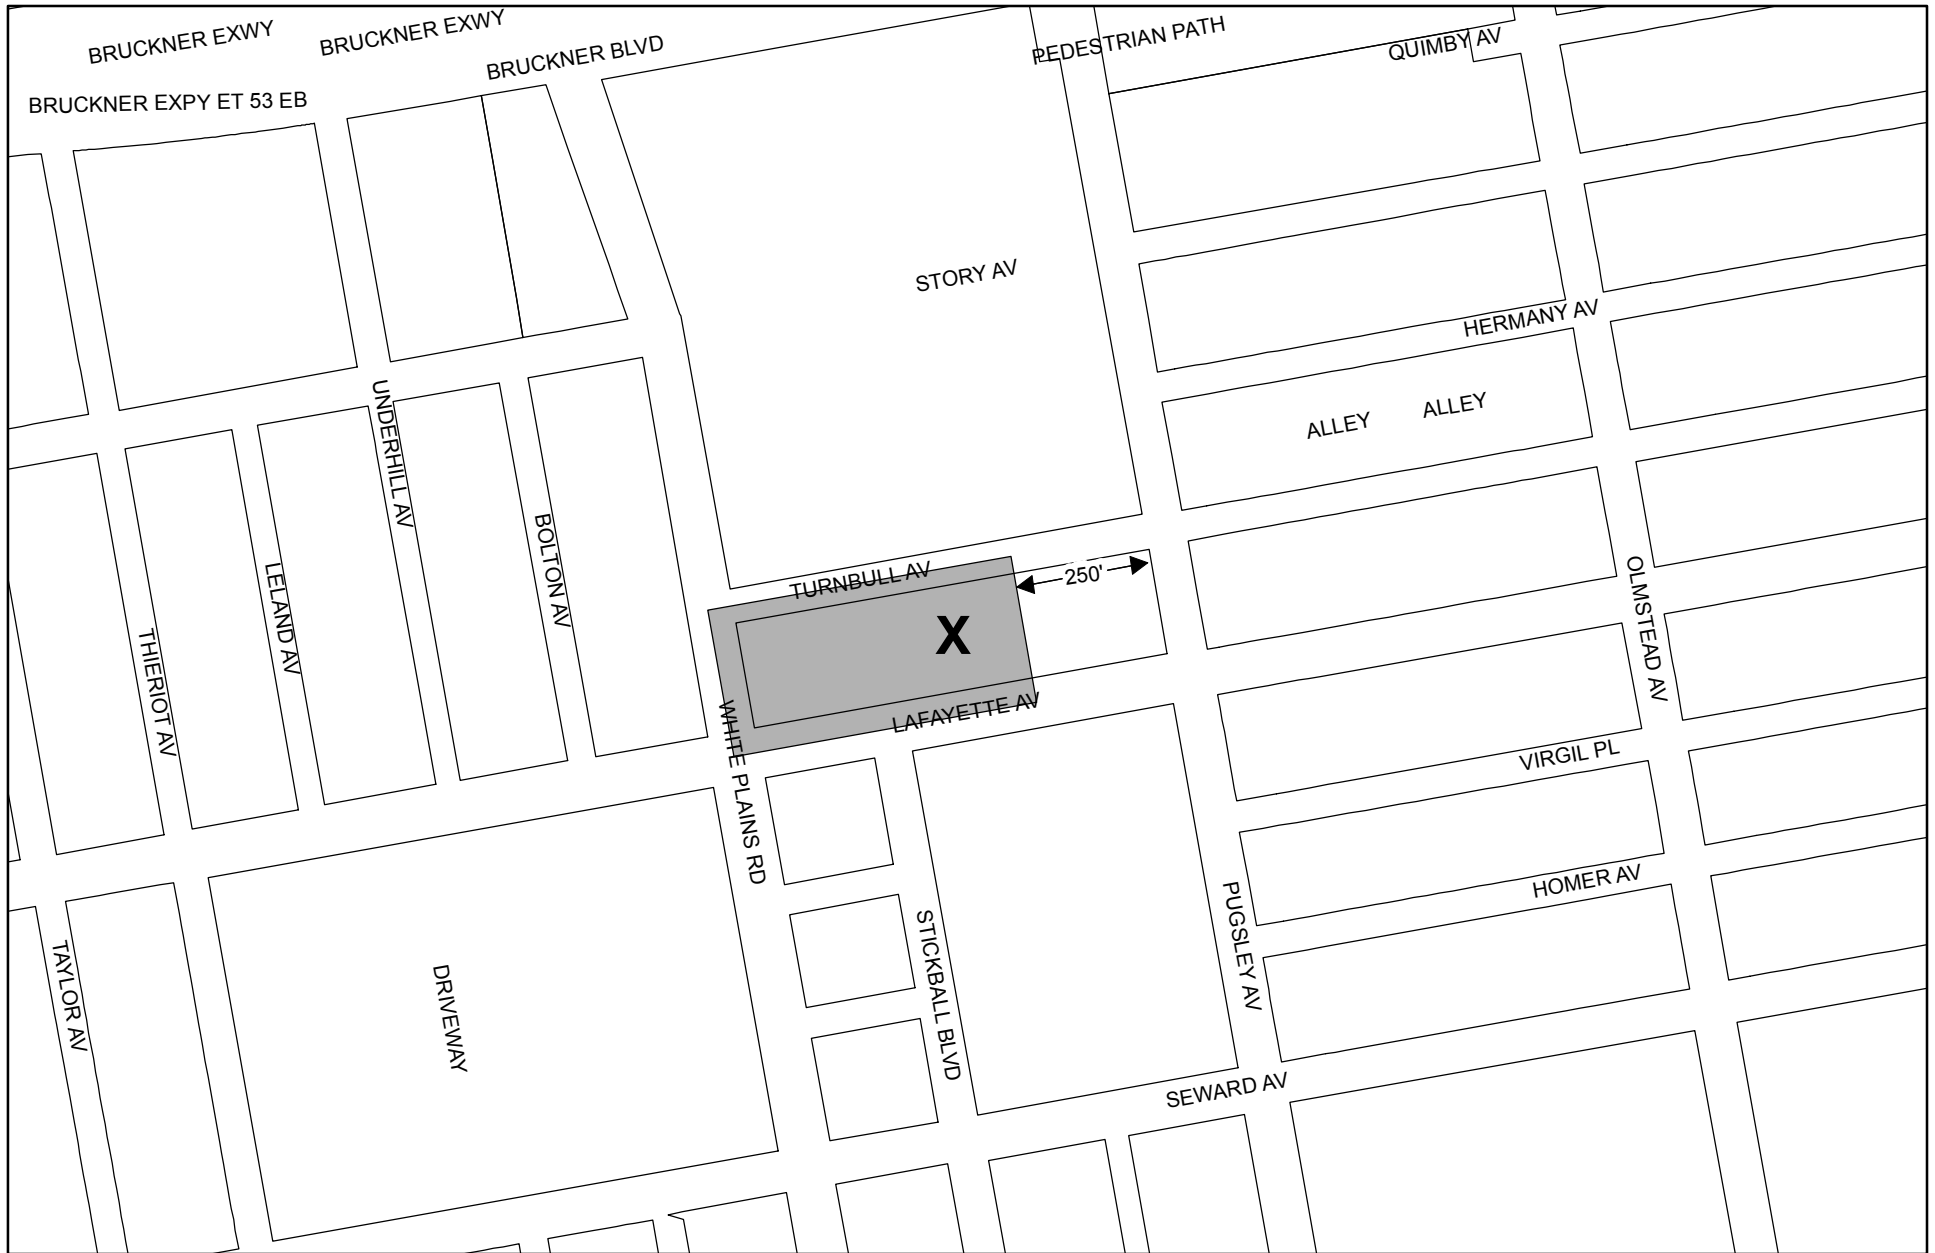 BRUCKNER EXWY
BRUCKNER EXWY
BRUCKNER BLVD
PEDESTRIAN PATH
QUIMBY AV
BRUCKNER EXPY ET 53 EB
STORY AV
HERMANY AV
ALLEY
ALLEY
UNDERHILL AV
BOLTON AV
LELAND AV
THIERIOT AV
TURNBULL AV
250'
X
OLMSTEAD AV
LAFAYETTE AV
WHITE PLAINS RD
VIRGIL PL
HOMER AV
PUGSLEY AV
STICKBALL BLVD
TAYLOR AV
DRIVEWAY
SEWARD AV